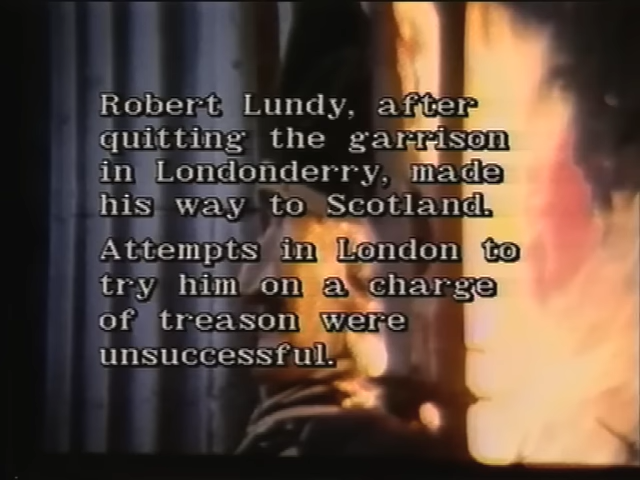 Robert Lundy, after
quitting the garrison
in Londonderry, made
his way to Scotland.
Attempts in London to
try him on a charge
of treason were
unsuccessful.